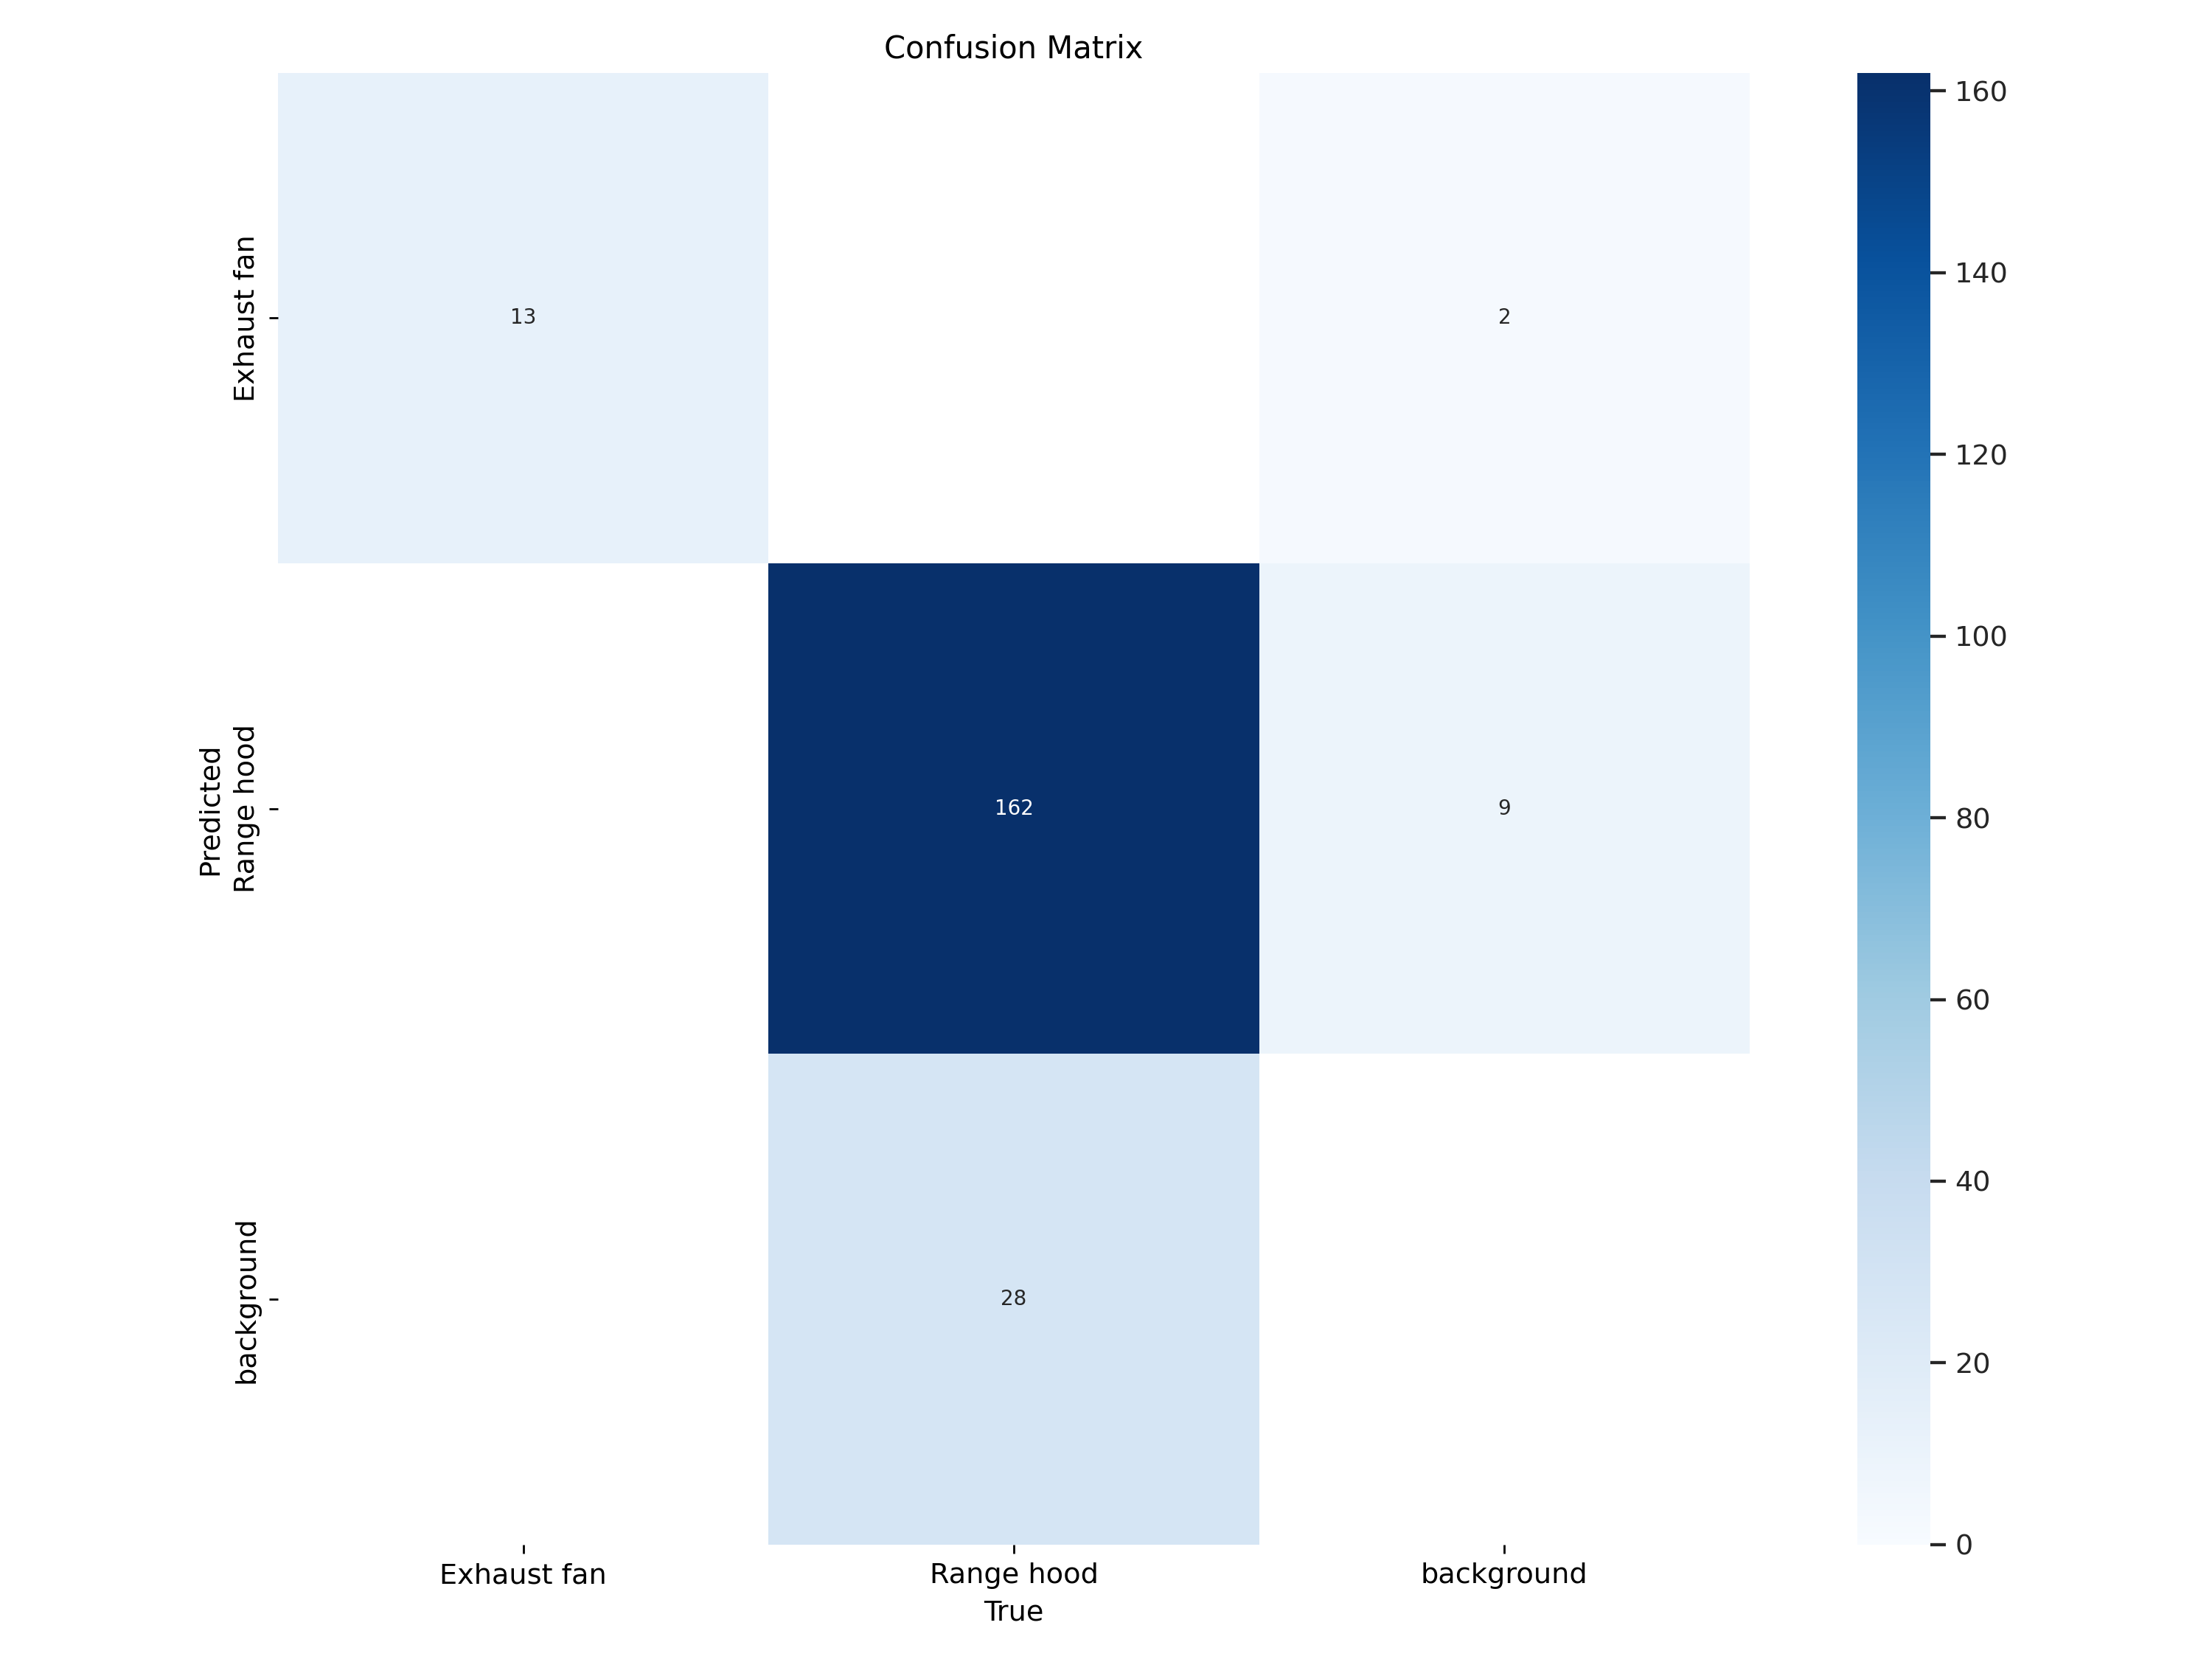 Confusion Matrix
Exhaust fan
13
2
Predicted
Range hood
162
9
background
28
Exhaust fan
Range hood
background
True
160
140
120
100
80
60
40
20
0